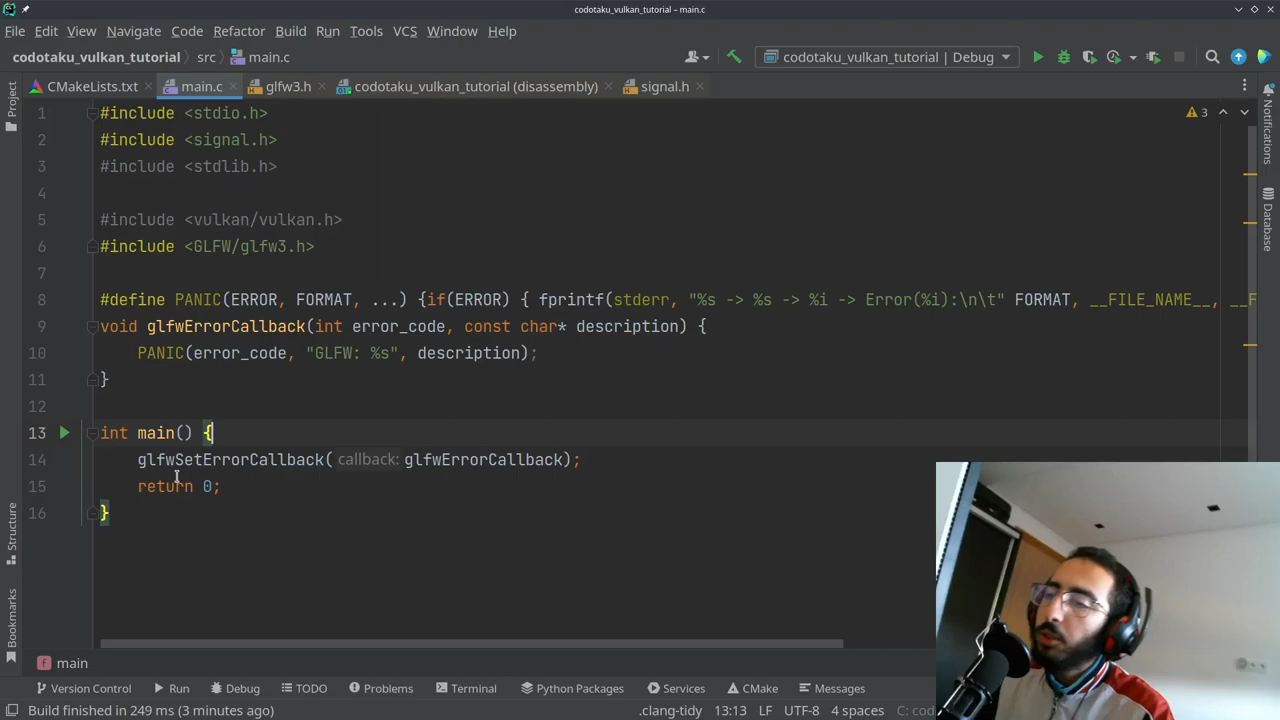 codotaku_vulkan_tutorial – main.c
File Edit View Navigate Code Refactor Build Run Tools VCS Window Help
codotaku_vulkan_tutorial src main.c
codotaku_vulkan_tutorial | Debug
CMakeLists.txt main.c glfw3.h codotaku_vulkan_tutorial (disassembly) signal.h
Project
Notifications
Database
Structure
Bookmarks
3
1 #include <stdio.h>
2 #include <signal.h>
3 #include <stdlib.h>
4
5 #include <vulkan/vulkan.h>
6 #include <GLFW/glfw3.h>
7
8 #define PANIC(ERROR, FORMAT, ...) {if(ERROR) { fprintf(stderr, "%s -> %s -> %i -> Error(%i):\n\t" FORMAT, __FILE_NAME__, __F
9 void glfwErrorCallback(int error_code, const char* description) {
10 PANIC(error_code, "GLFW: %s", description);
11 }
12
13 int main() {
14 glfwSetErrorCallback( callback: glfwErrorCallback);
15 return 0;
16 }
f main
Version Control Run Debug TODO Problems Terminal Python Packages Services CMake Messages
Build finished in 249 ms (3 minutes ago)
.clang-tidy 13:13 LF UTF-8 4 spaces C: cod